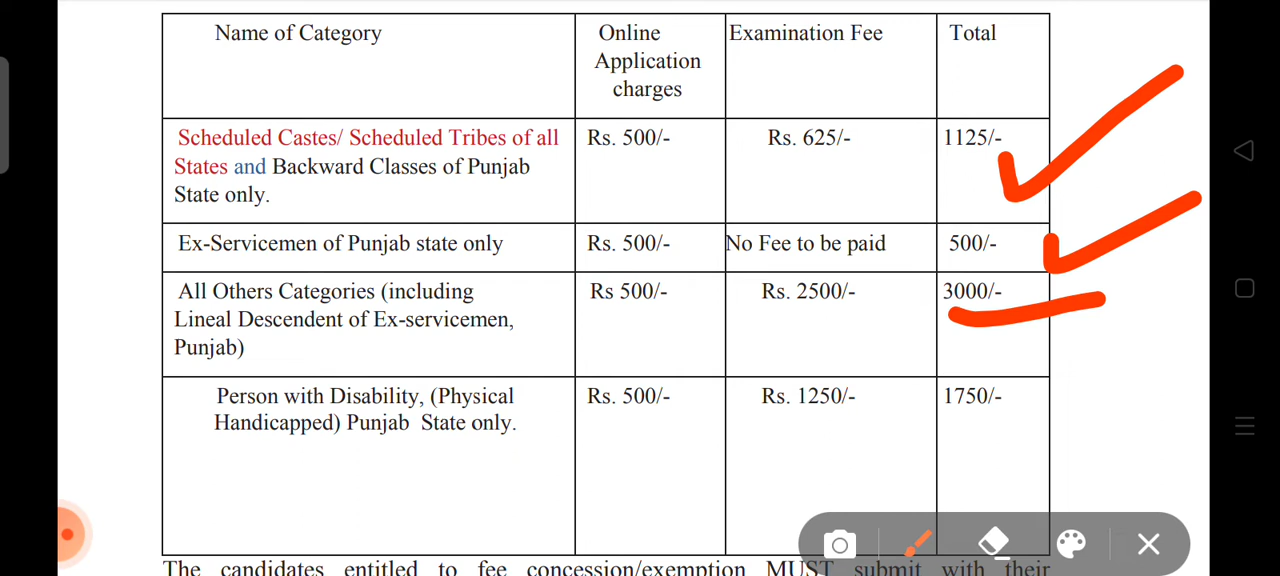 Name of Category
Online
Application
charges
Examination Fee
Total
Scheduled Castes/ Scheduled Tribes of all
States and Backward Classes of Punjab
State only.
Rs. 500/-
Rs. 625/-
1125/-
Ex-Servicemen of Punjab state only
Rs. 500/-
No Fee to be paid
500/-
All Others Categories (including
Lineal Descendent of Ex-servicemen,
Punjab)
Rs 500/-
Rs. 2500/-
3000/-
Person with Disability, (Physical
Handicapped) Punjab State only.
Rs. 500/-
Rs. 1250/-
1750/-
The candidates entitled to fee concession/exemption MUST submit with their